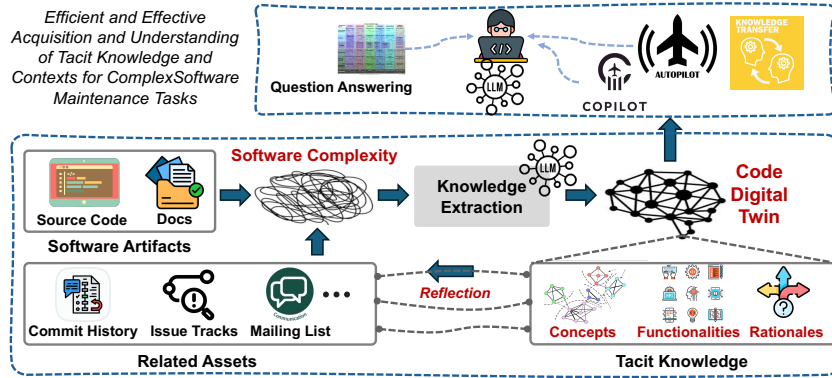 Efficient and Effective
Acquisition and Understanding
of Tacit Knowledge and
Contexts for ComplexSoftware
Maintenance Tasks
Question Answering
</>
LLM
COPILOT
AUTOPILOT
KNOWLEDGE
TRANSFER
Source Code
Docs
Software Artifacts
Software Complexity
Knowledge
Extraction
LLM
Code
Digital
Twin
Commit History
Issue Tracks
Communication
Mailing List
Related Assets
Reflection
Concepts
Functionalities
?
Rationales
Tacit Knowledge